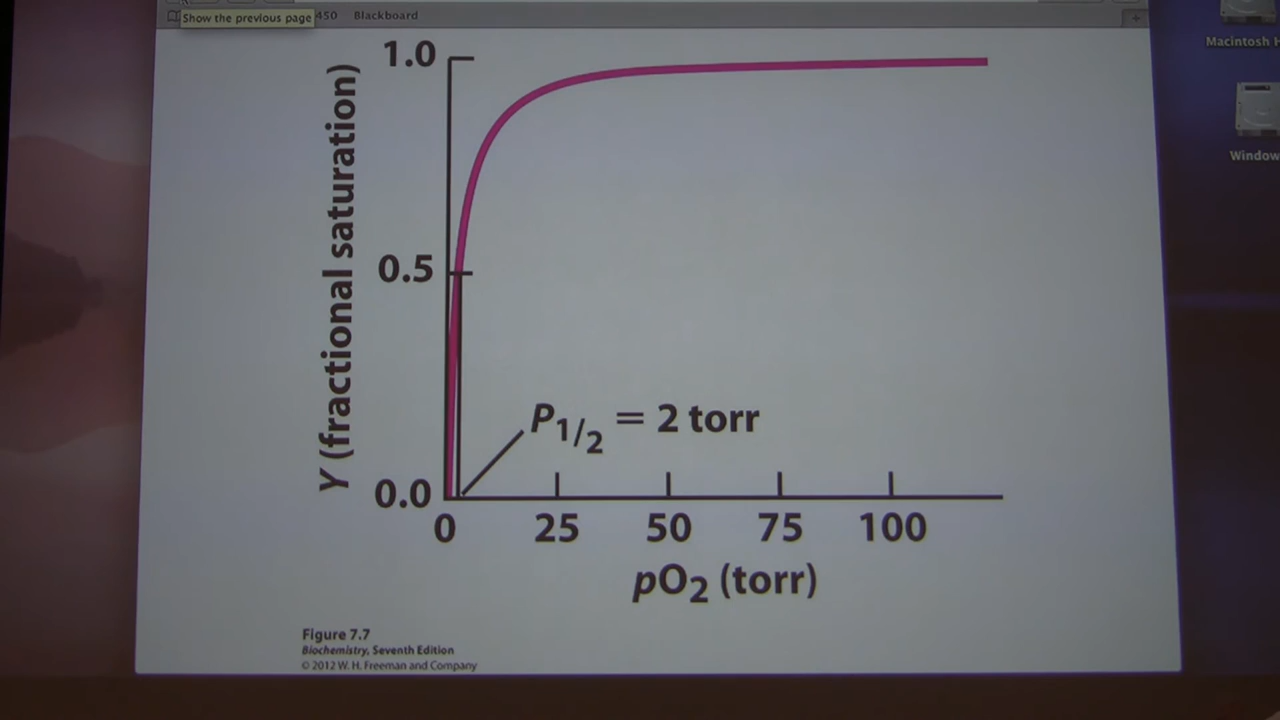 Show the previous page 450 Blackboard
Macintosh H
Window
1.0
0.5
0.0
Y (fractional saturation)
P1/2 = 2 torr
0 25 50 75 100
pO2 (torr)
Figure 7.7
Biochemistry, Seventh Edition
© 2012 W. H. Freeman and Company